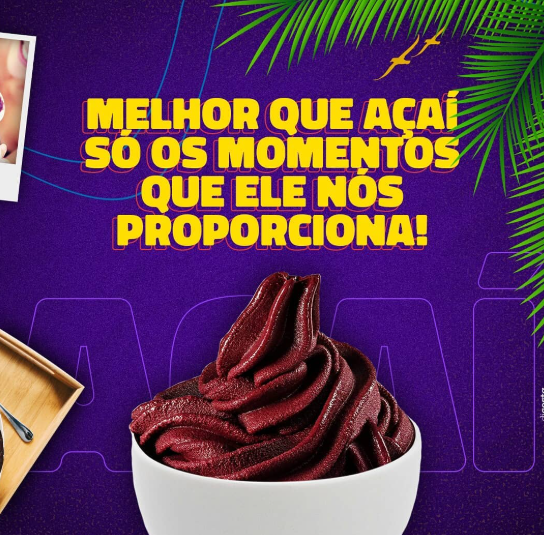 MELHOR QUE AÇAÍ
SÓ OS MOMENTOS
QUE ELE NÓS
PROPORCIONA!
AÇAÍ